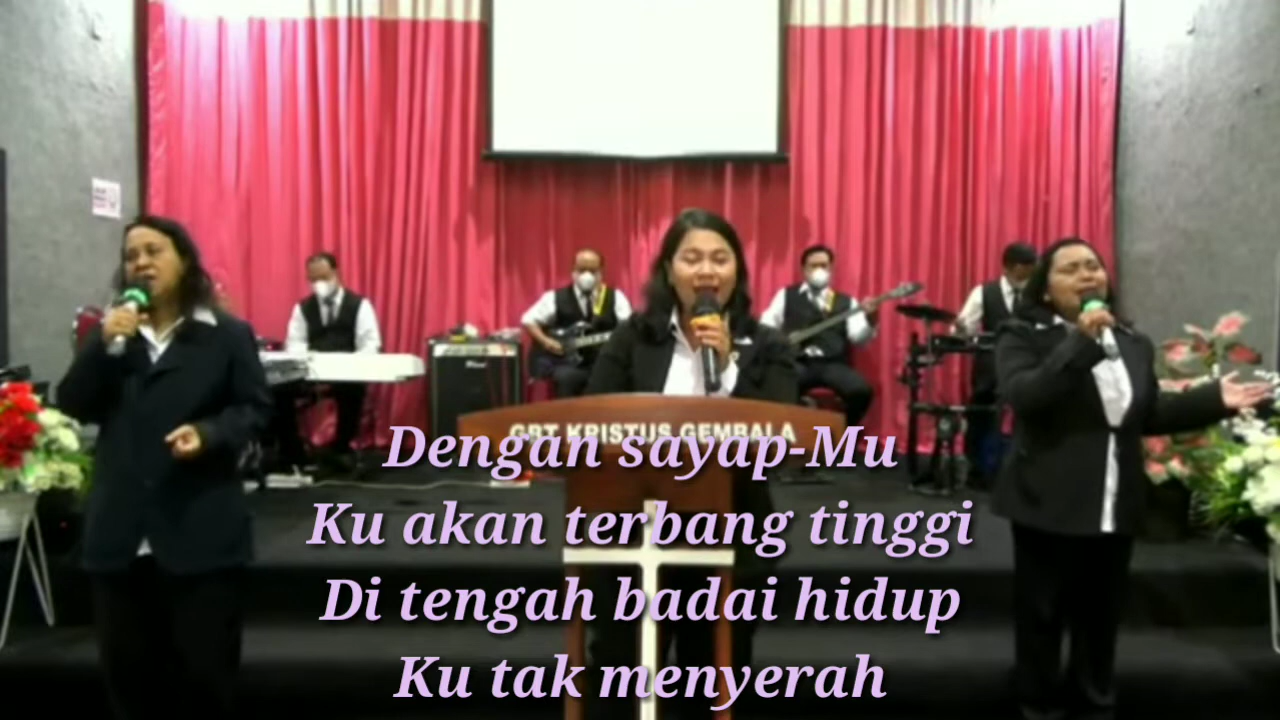 GBT KRISTUS GEMBALA
Dengan sayap-Mu
Ku akan terbang tinggi
Di tengah badai hidup
Ku tak menyerah